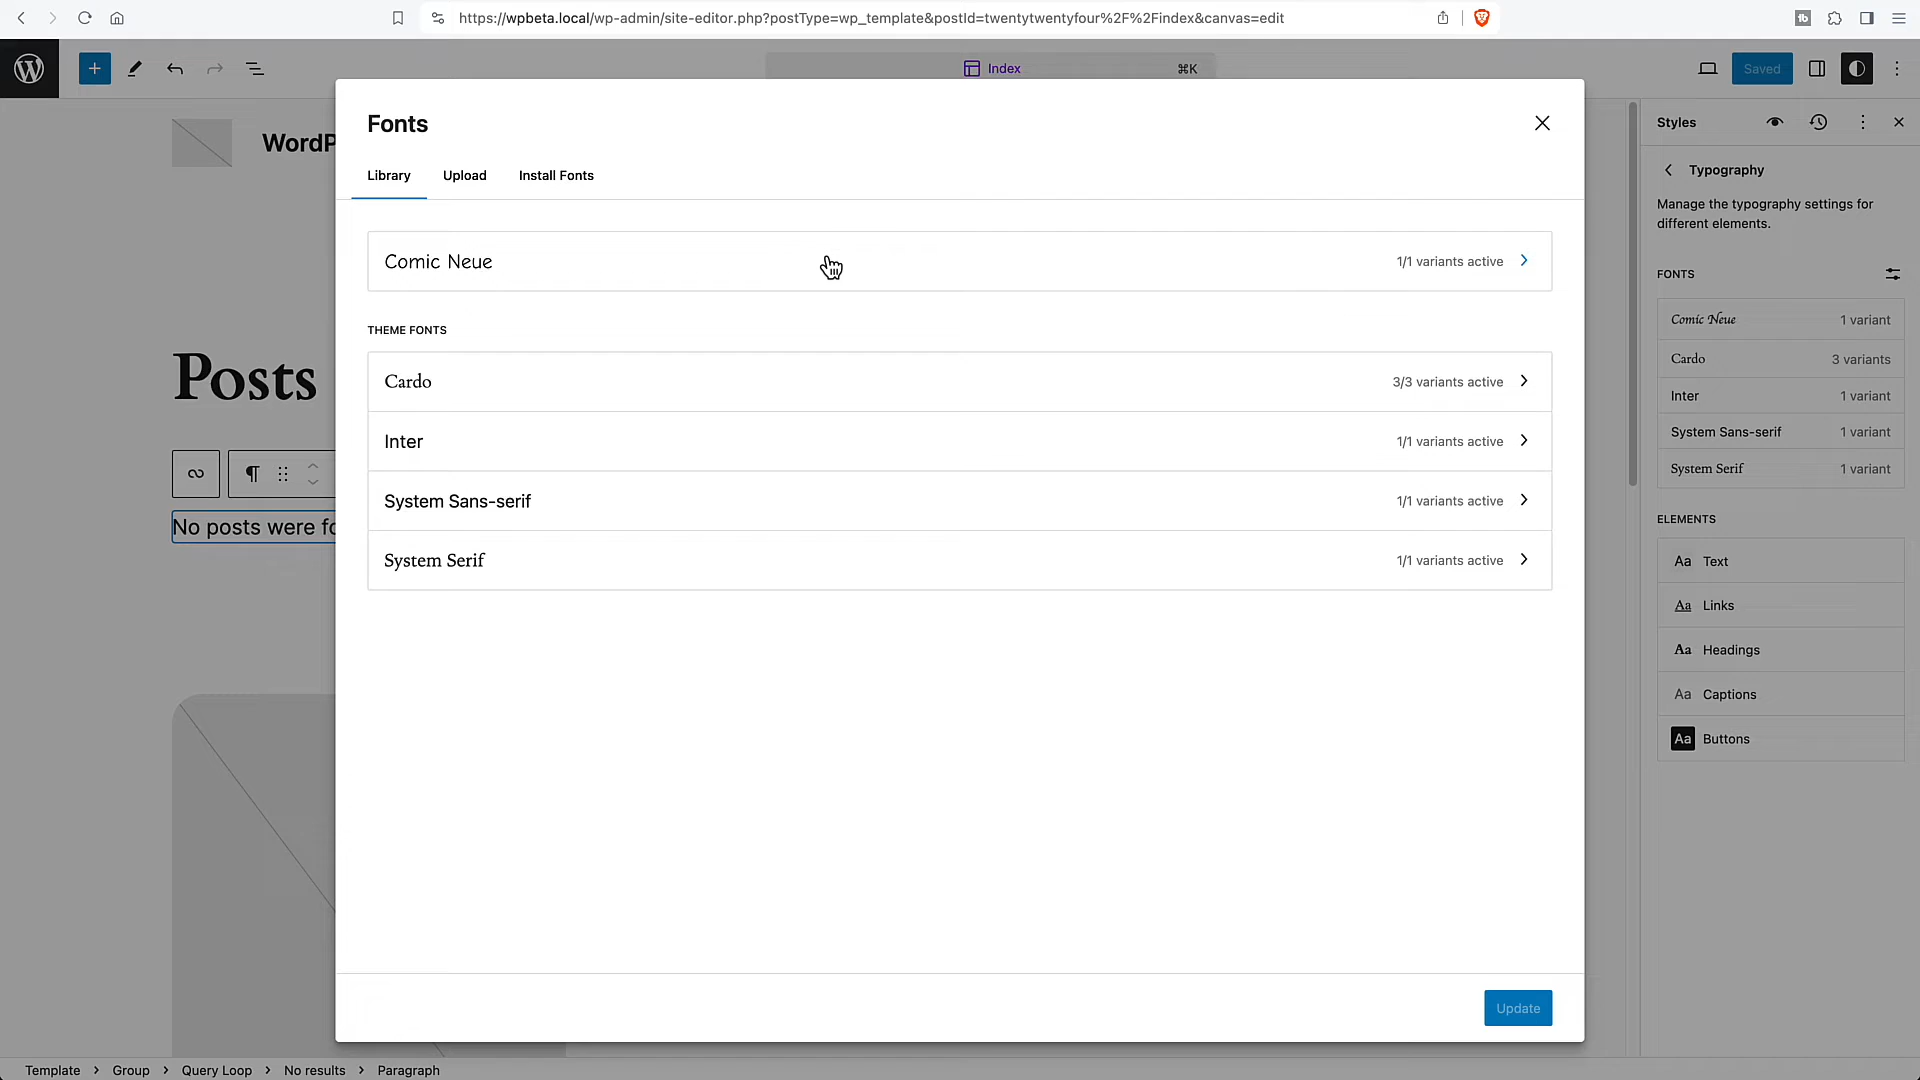 https://wpbeta.local/wp-admin/site-editor.php?postType=wp_template&postId=twentytwentyfour%2F%2Findex&canvas=edit
Index
⌘K
Saved
WordP
Posts
No posts were fo
Fonts
Library
Upload
Install Fonts
Comic Neue
1/1 variants active
THEME FONTS
Cardo
3/3 variants active
Inter
1/1 variants active
System Sans-serif
1/1 variants active
System Serif
1/1 variants active
Update
Styles
Typography
Manage the typography settings for
different elements.
FONTS
Comic Neue
1 variant
Cardo
3 variants
Inter
1 variant
System Sans-serif
1 variant
System Serif
1 variant
ELEMENTS
Aa Text
Aa Links
Aa Headings
Aa Captions
Aa Buttons
Template > Group > Query Loop > No results > Paragraph